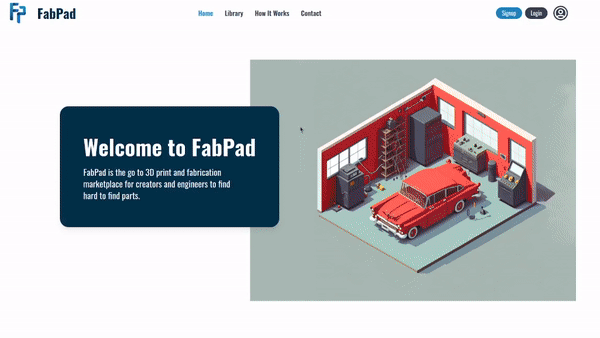 FP FabPad
Home Library How It Works Contact
Signup Login
Welcome to FabPad
FabPad is the go to 3D print and fabrication
marketplace for creators and engineers to find
hard to find parts.